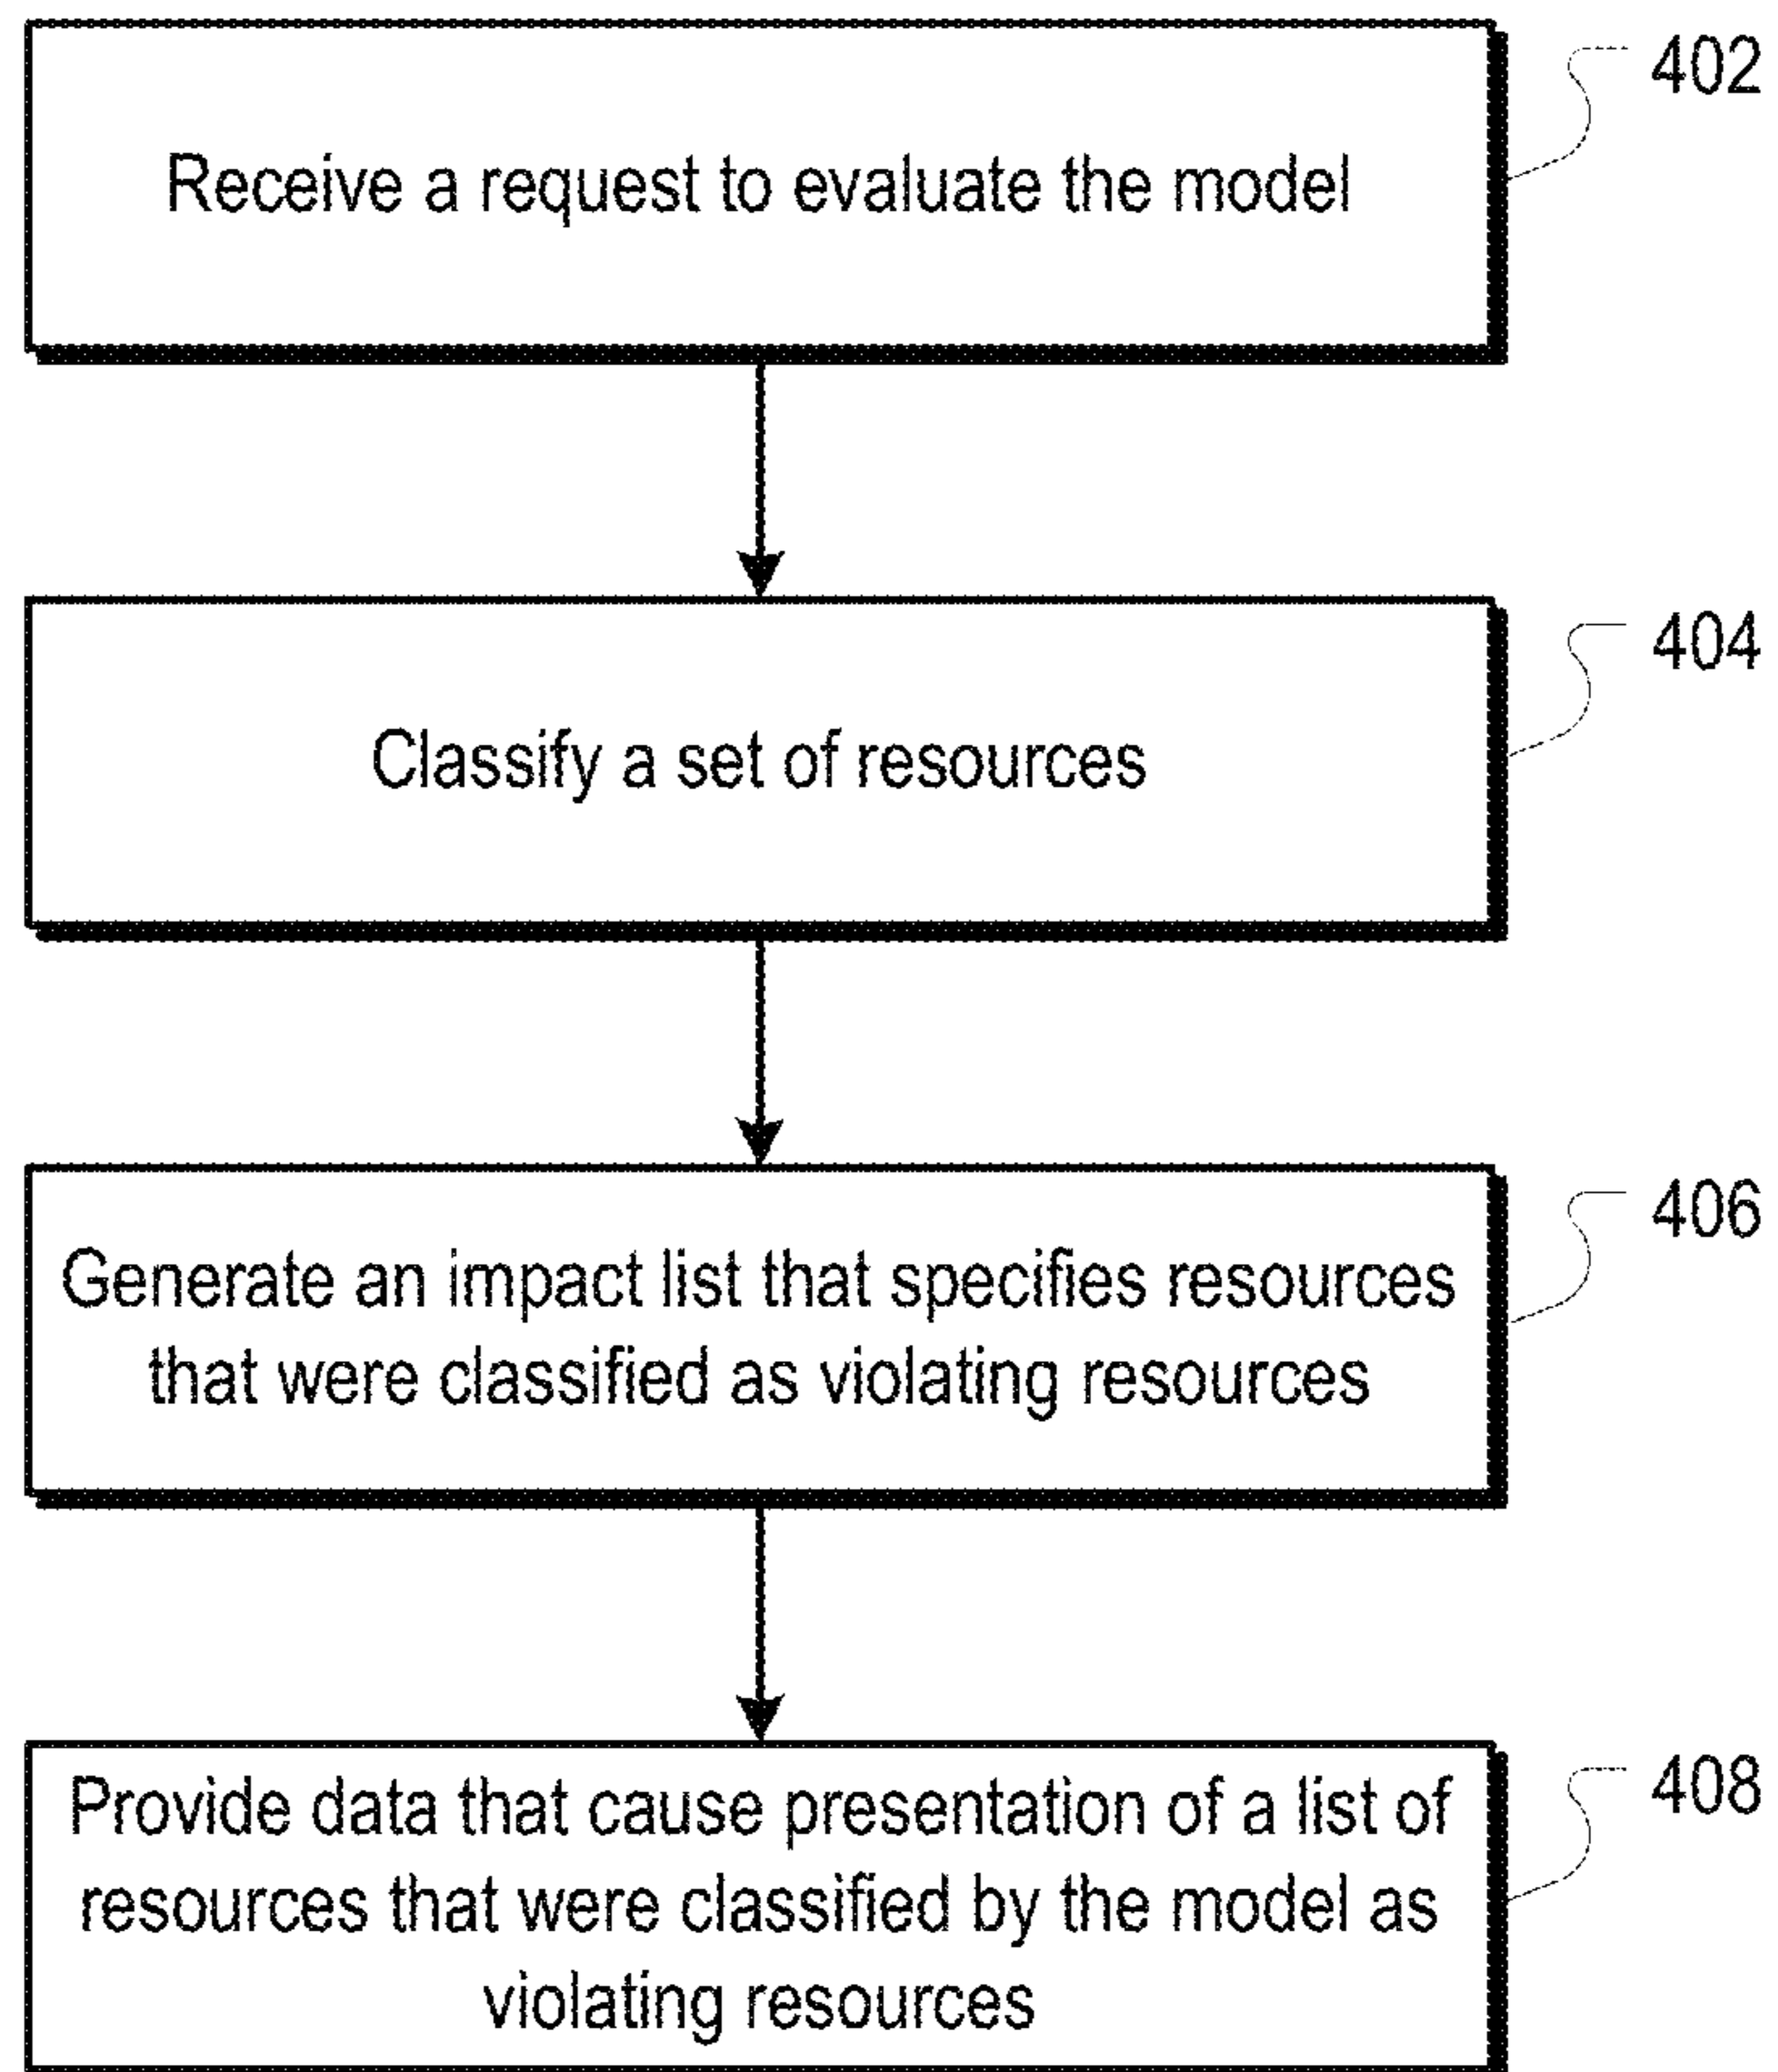 402
Receive a request to evaluate the model
404
Classify a set of resources
406
Generate an impact list that specifies resources
that were classified as violating resources
408
Provide data that cause presentation of a list of
resources that were classified by the model as
violating resources